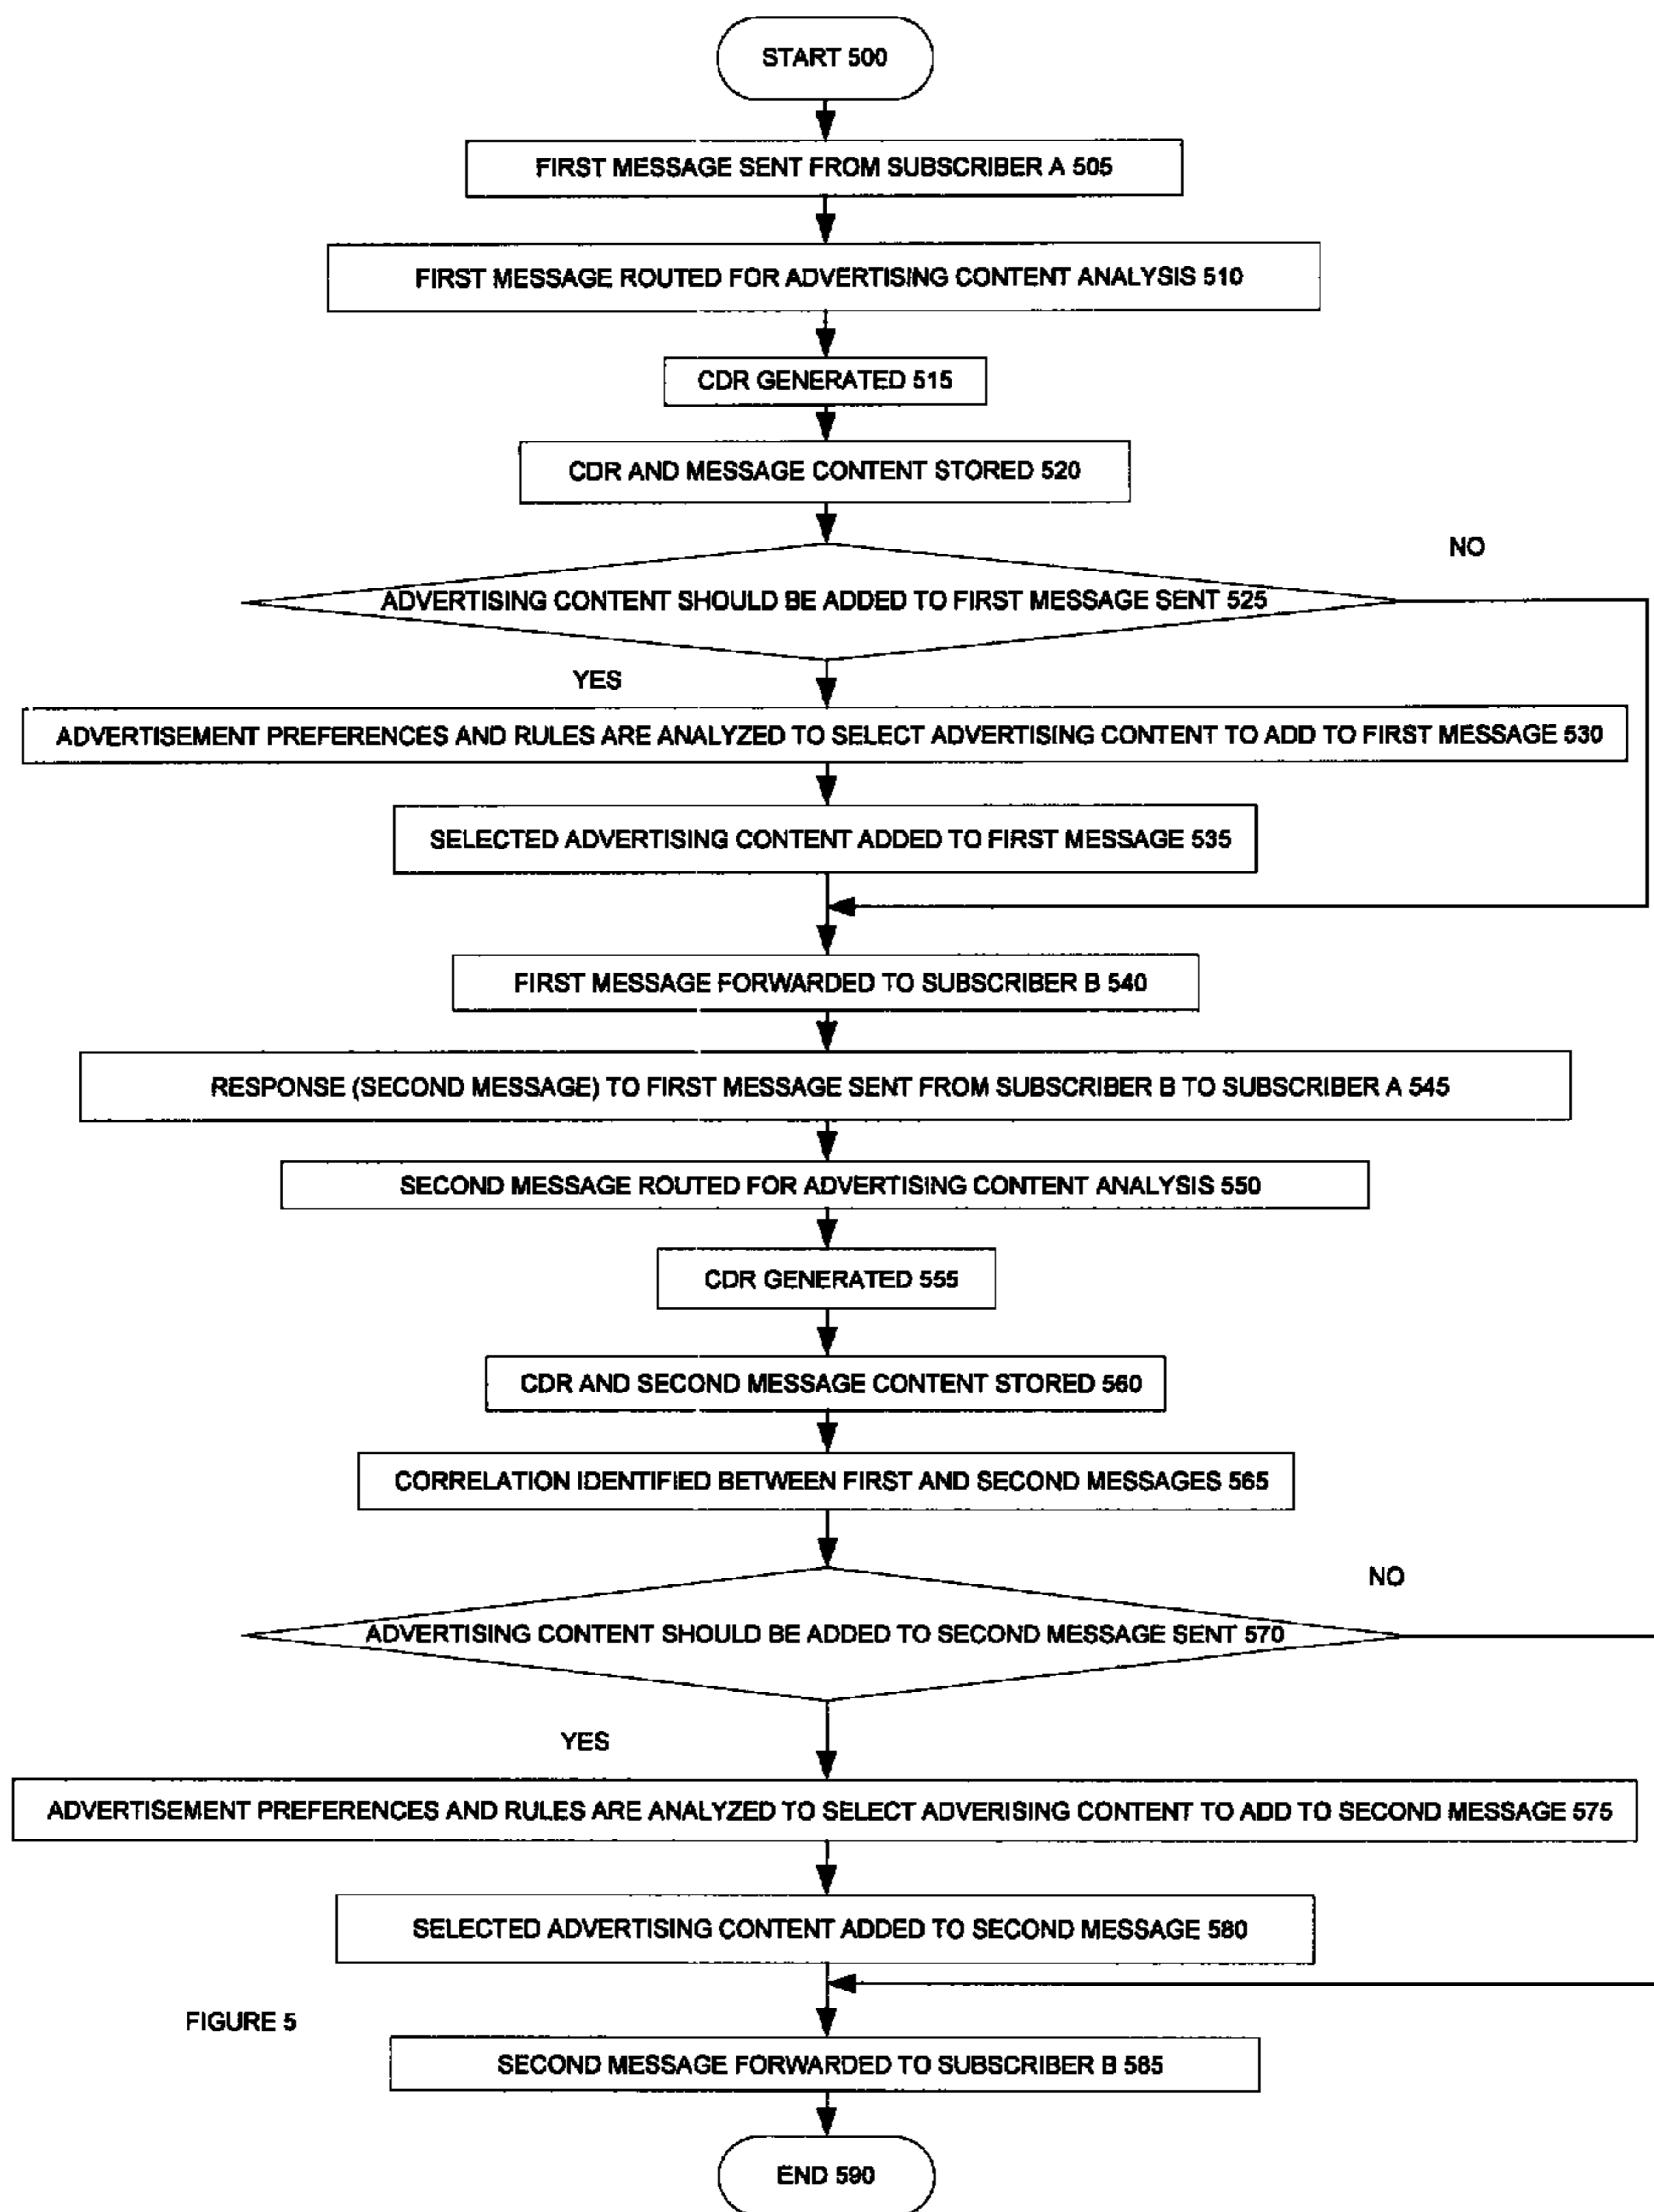 START 500
FIRST MESSAGE SENT FROM SUBSCRIBER A 505
FIRST MESSAGE ROUTED FOR ADVERTISING CONTENT ANALYSIS 510
CDR GENERATED 515
CDR AND MESSAGE CONTENT STORED 520
NO
ADVERTISING CONTENT SHOULD BE ADDED TO FIRST MESSAGE SENT 525
YES
ADVERTISEMENT PREFERENCES AND RULES ARE ANALYZED TO SELECT ADVERTISING CONTENT TO ADD TO FIRST MESSAGE 530
SELECTED ADVERTISING CONTENT ADDED TO FIRST MESSAGE 535
FIRST MESSAGE FORWARDED TO SUBSCRIBER B 540
RESPONSE (SECOND MESSAGE) TO FIRST MESSAGE SENT FROM SUBSCRIBER B TO SUBSCRIBER A 545
SECOND MESSAGE ROUTED FOR ADVERTISING CONTENT ANALYSIS 550
CDR GENERATED 555
CDR AND SECOND MESSAGE CONTENT STORED 560
CORRELATION IDENTIFIED BETWEEN FIRST AND SECOND MESSAGES 565
NO
ADVERTISING CONTENT SHOULD BE ADDED TO SECOND MESSAGE SENT 570
YES
ADVERTISEMENT PREFERENCES AND RULES ARE ANALYZED TO SELECT ADVERISING CONTENT TO ADD TO SECOND MESSAGE 575
SELECTED ADVERTISING CONTENT ADDED TO SECOND MESSAGE 580
FIGURE 5
SECOND MESSAGE FORWARDED TO SUBSCRIBER B 585
END 590